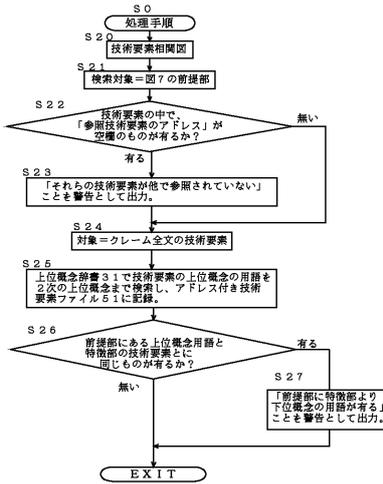 S0
処理手順
S20
技術要素相関図
S21
検索対象＝図７の前提部
S22
技術要素の中で、
「参照技術要素のアドレス」が
空欄のものが有るか？
無い
有る
S23
「それらの技術要素が他で参照されていない」
ことを警告として出力。
S24
対象＝クレーム全文の技術要素
S25
上位概念辞書３１で技術要素の上位概念の用語を
２次の上位概念まで検索し、アドレス付き技術
要素ファイル５１に記録。
S26
前提部にある上位概念用語と
特徴部の技術要素とに
同じものが有るか？
有る
無い
S27
「前提部に特徴部より
下位概念の用語が有る」
ことを警告として出力。
EXIT